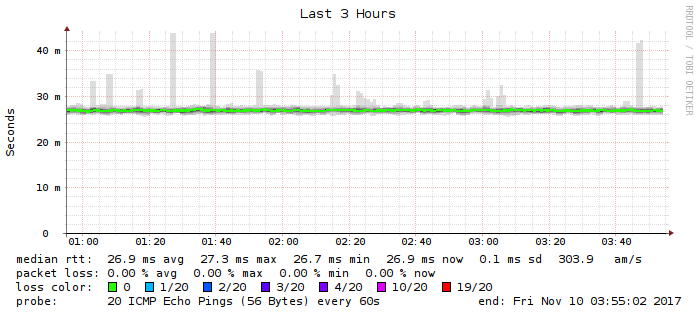 Last 3 Hours
RRDTOOL / TOBI OETIKER
Seconds
40 m
30 m
20 m
10 m
0
01:00 01:20 01:40 02:00 02:20 02:40 03:00 03:20 03:40
median rtt: 26.9 ms avg 27.3 ms max 26.7 ms min 26.9 ms now 0.1 ms sd 303.9 am/s
packet loss: 0.00 % avg 0.00 % max 0.00 % min 0.00 % now
loss color: 0 1/20 2/20 3/20 4/20 10/20 19/20
probe: 20 ICMP Echo Pings (56 Bytes) every 60s end: Fri Nov 10 03:55:02 2017